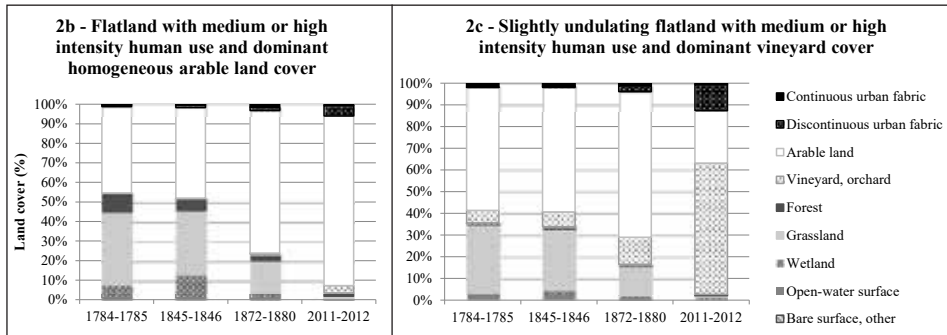 2b - Flatland with medium or high
intensity human use and dominant
homogeneous arable land cover
100%
90%
80%
70%
60%
50%
40%
30%
20%
10%
0%
Land cover (%)
1784-1785 1845-1846 1872-1880 2011-2012
2c - Slightly undulating flatland with medium or high
intensity human use and dominant vineyard cover
100%
90%
80%
70%
60%
50%
40%
30%
20%
10%
0%
1784-1785 1845-1846 1872-1880 2011-2012
Continuous urban fabric
Discontinuous urban fabric
Arable land
Vineyard, orchard
Forest
Grassland
Wetland
Open-water surface
Bare surface, other